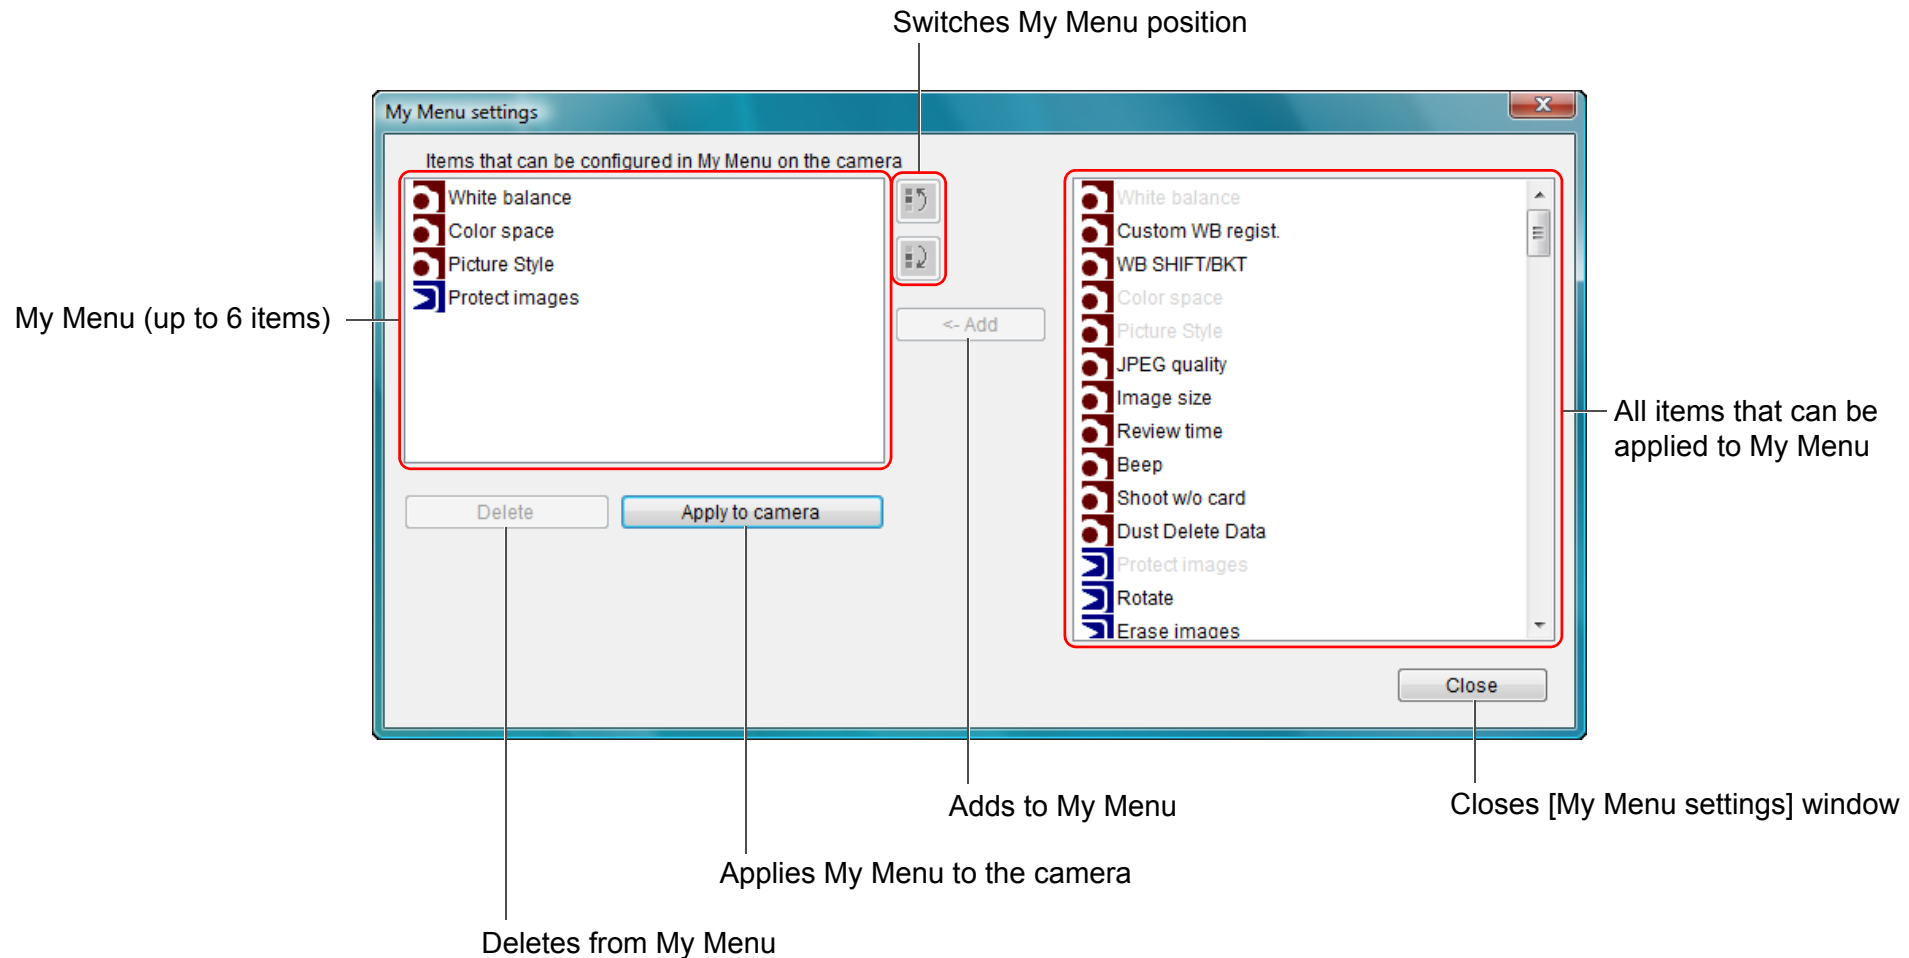 Switches My Menu position
My Menu settings
Items that can be configured in My Menu on the camera
White balance
Color space
Picture Style
Protect images
My Menu (up to 6 items)
<- Add
White balance
Custom WB regist.
WB SHIFT/BKT
Color space
Picture Style
JPEG quality
Image size
Review time
Beep
Shoot w/o card
Dust Delete Data
Protect images
Rotate
Erase images
All items that can be
applied to My Menu
Delete
Apply to camera
Close
Adds to My Menu
Closes [My Menu settings] window
Applies My Menu to the camera
Deletes from My Menu